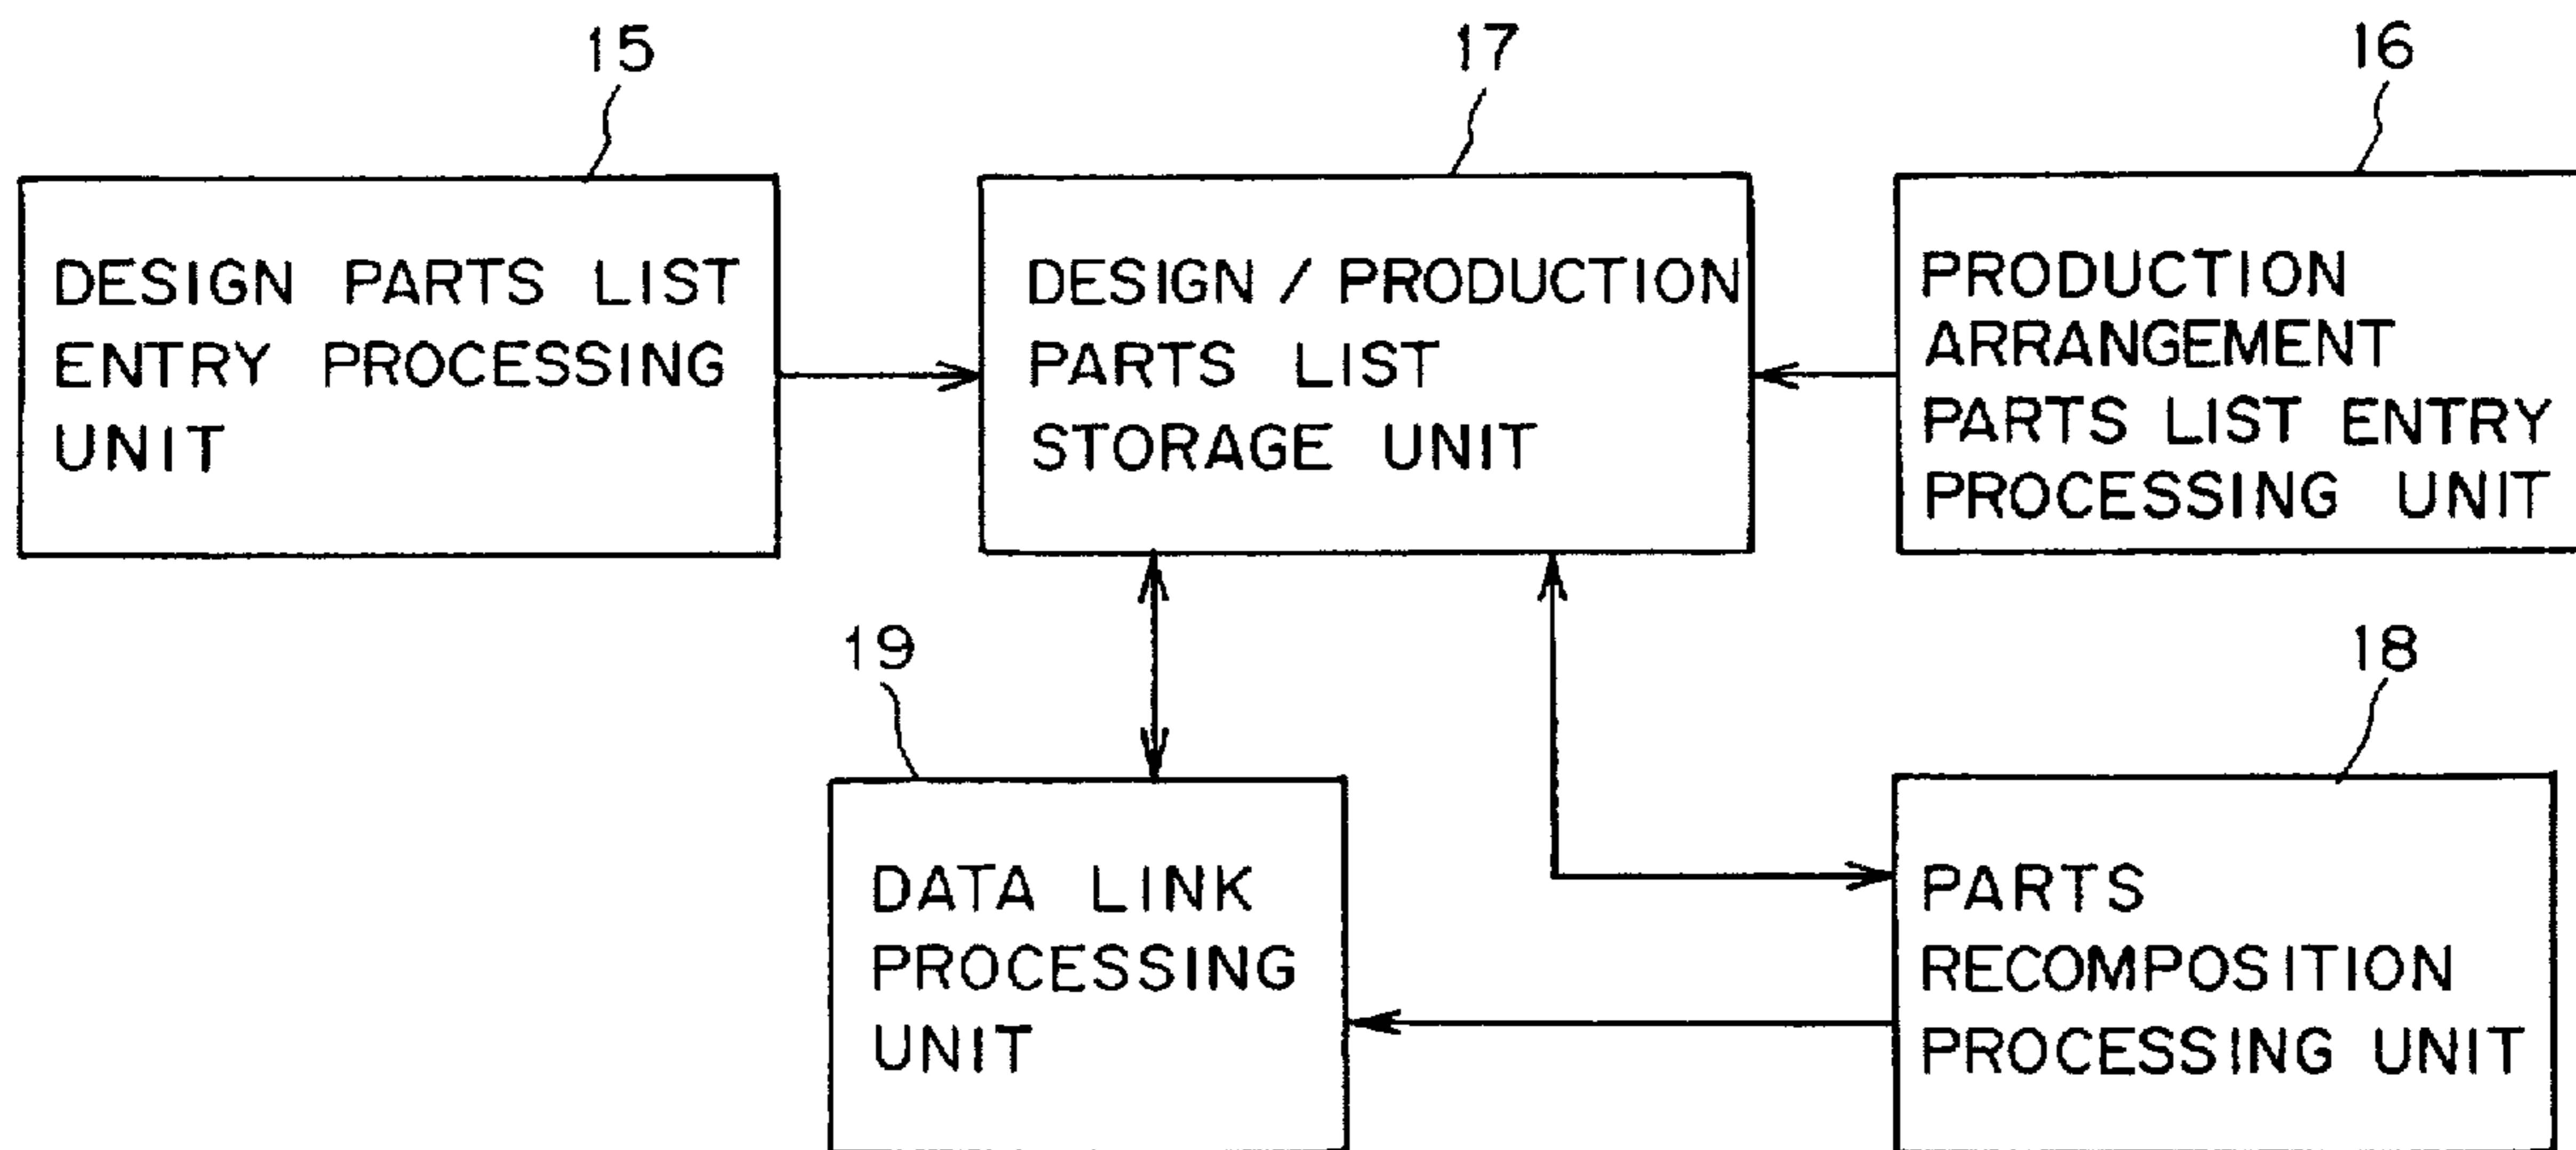 15
17
16
DESIGN PARTS LIST
ENTRY PROCESSING
UNIT
DESIGN / PRODUCTION
PARTS LIST
STORAGE UNIT
PRODUCTION
ARRANGEMENT
PARTS LIST ENTRY
PROCESSING UNIT
19
18
DATA LINK
PROCESSING
UNIT
PARTS
RECOMPOSITION
PROCESSING UNIT